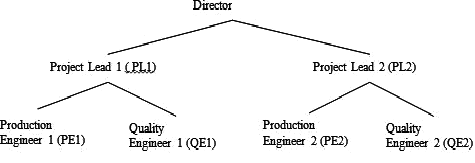 Director
Project Lead 1 ( PL1)
Project Lead 2 (PL2)
Production
Engineer 1 (PE1)
Quality
Engineer 1 (QE1)
Production
Engineer 2 (PE2)
Quality
Engineer 2 (QE2)